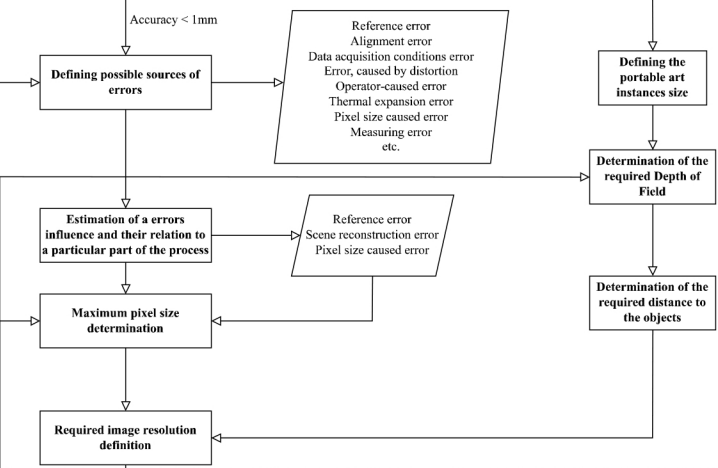 Accuracy < 1mm
Defining possible sources of
errors
Reference error
Alignment error
Data acquisition conditions error
Error, caused by distortion
Operator-caused error
Thermal expansion error
Pixel size caused error
Measuring error
etc.
Defining the
portable art
instances size
Determination of the
required Depth of
Field
Estimation of a errors
influence and their relation to
a particular part of the process
Reference error
Scene reconstruction error
Pixel size caused error
Maximum pixel size
determination
Determination of the
required distance to
the objects
Required image resolution
definition